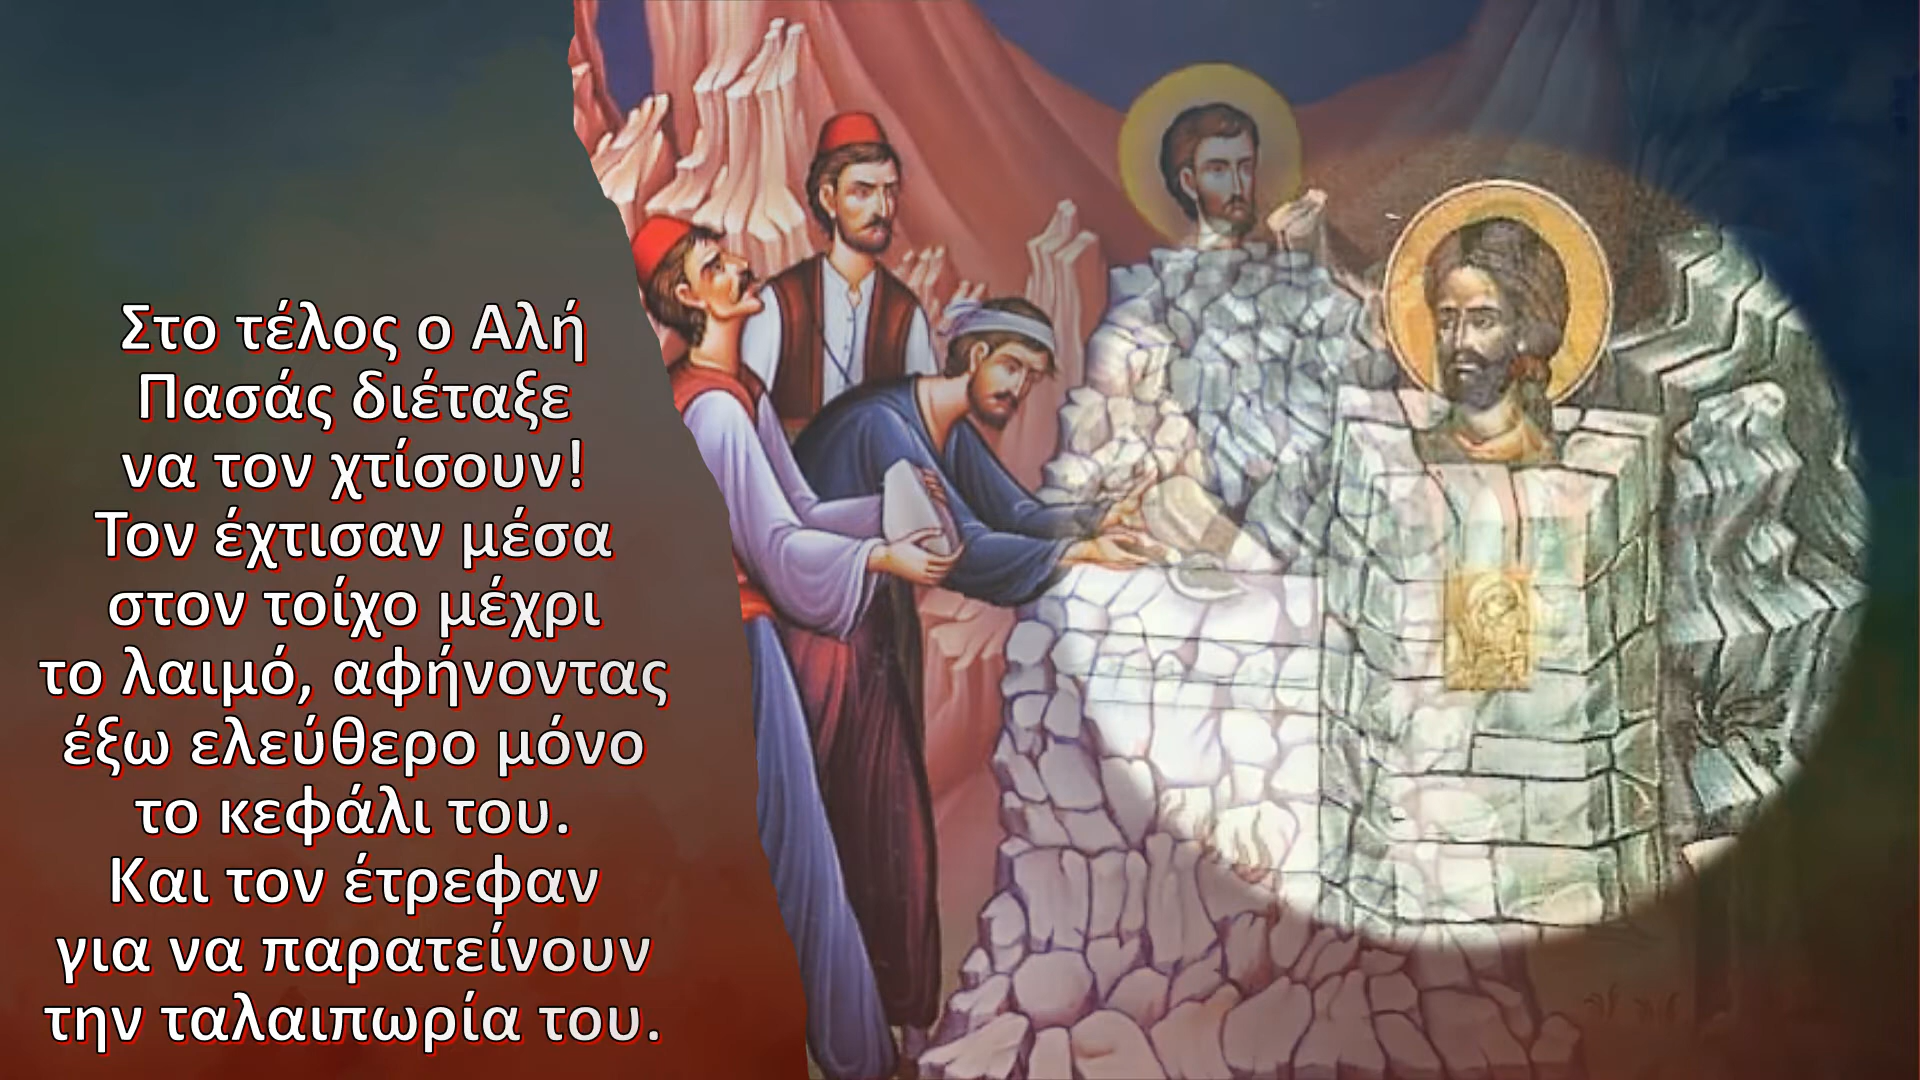 Στο τέλος ο Αλή
Πασάς διέταξε
να τον χτίσουν!
Τον έχτισαν μέσα
στον τοίχο μέχρι
το λαιμό, αφήνοντας
έξω ελεύθερο μόνο
το κεφάλι του.
Και τον έτρεφαν
για να παρατείνουν
την ταλαιπωρία του.